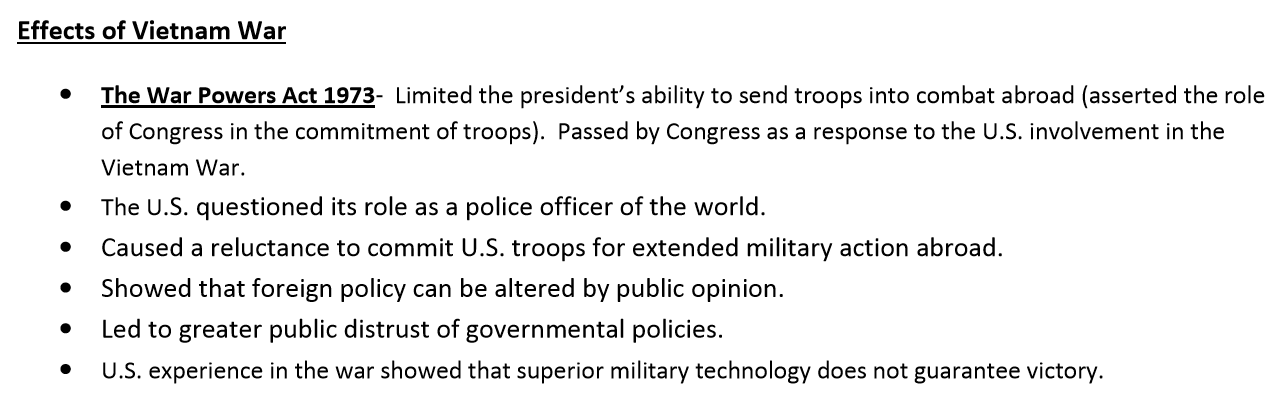 Effects of Vietnam War
• The War Powers Act 1973- Limited the president’s ability to send troops into combat abroad (asserted the role
of Congress in the commitment of troops). Passed by Congress as a response to the U.S. involvement in the
Vietnam War.
• The U.S. questioned its role as a police officer of the world.
• Caused a reluctance to commit U.S. troops for extended military action abroad.
• Showed that foreign policy can be altered by public opinion.
• Led to greater public distrust of governmental policies.
• U.S. experience in the war showed that superior military technology does not guarantee victory.